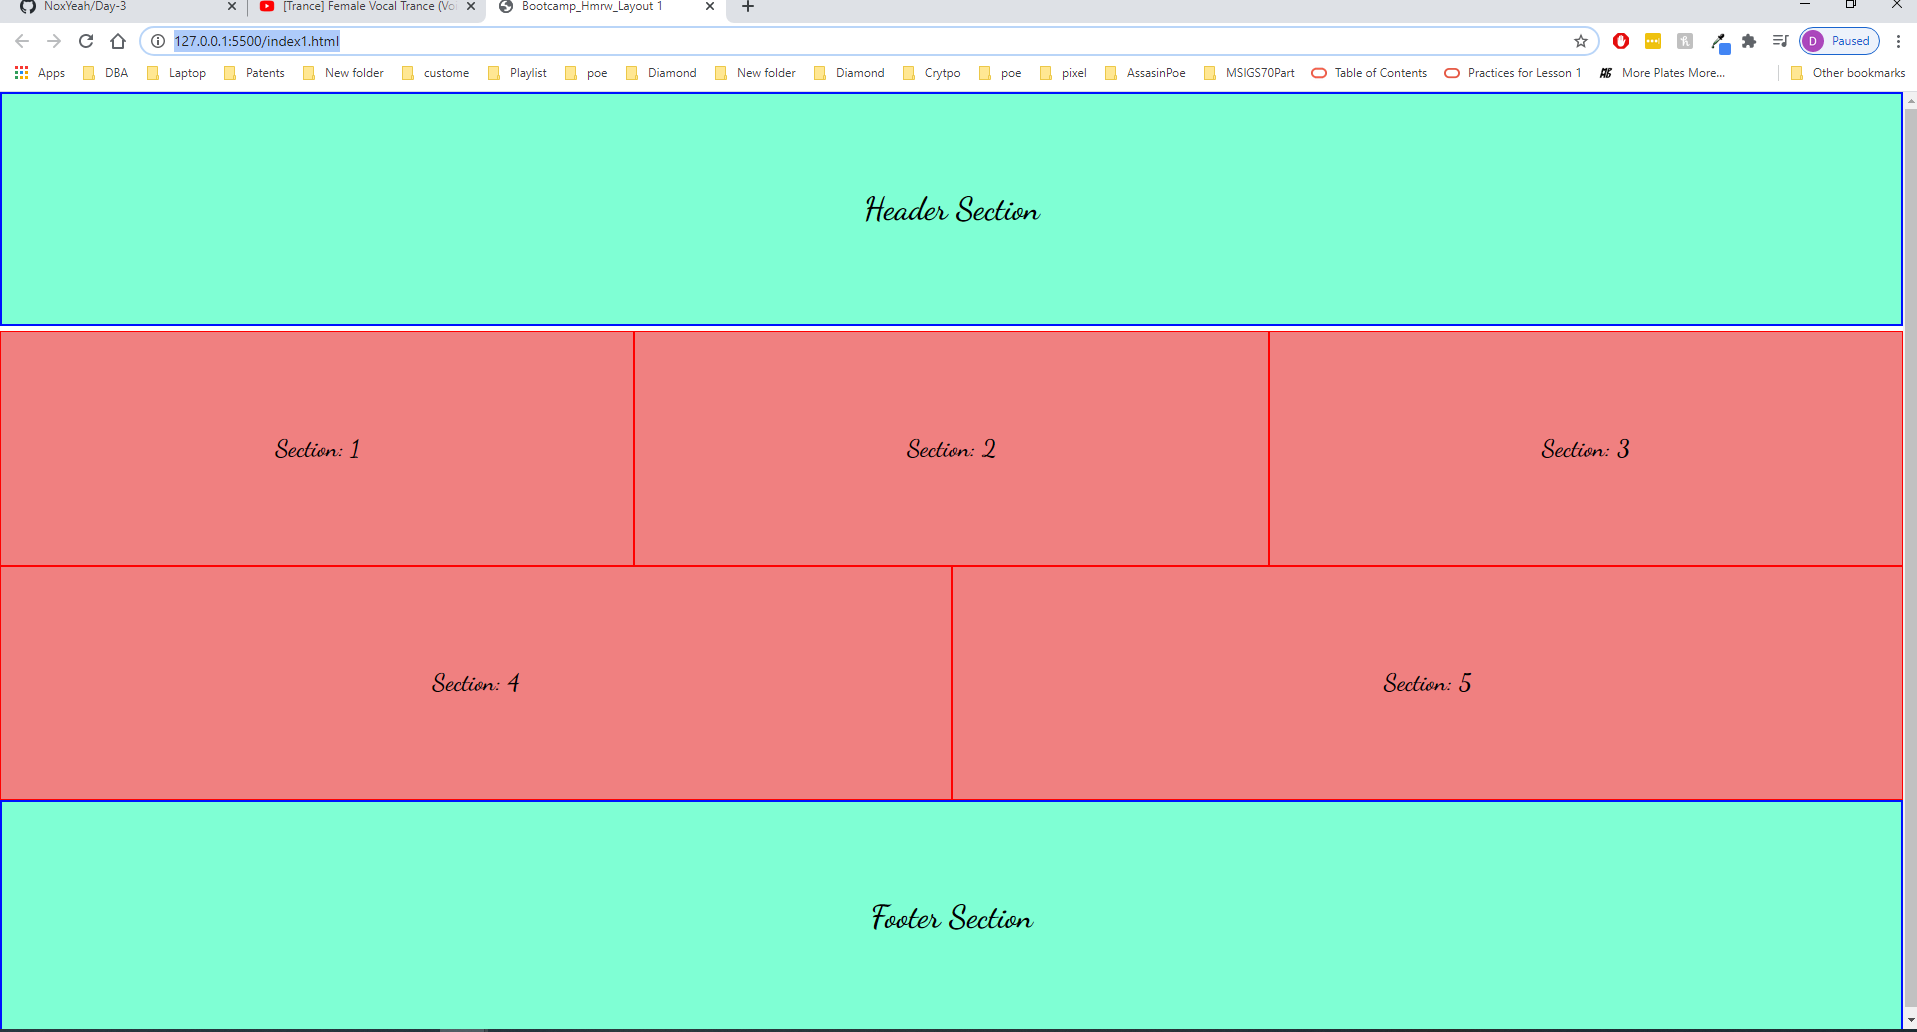 NoxYeah/Day-3 [Trance] Female Vocal Trance (Vo Bootcamp_Hmrw_Layout 1
127.0.0.1:5500/index1.html D Paused
Apps DBA Laptop Patents New folder custome Playlist poe Diamond New folder Diamond Crytpo poe pixel AssasinPoe MSIGS70Part Table of Contents Practices for Lesson 1 More Plates More... Other bookmarks
Header Section
Section: 1 Section: 2 Section: 3
Section: 4 Section: 5
Footer Section